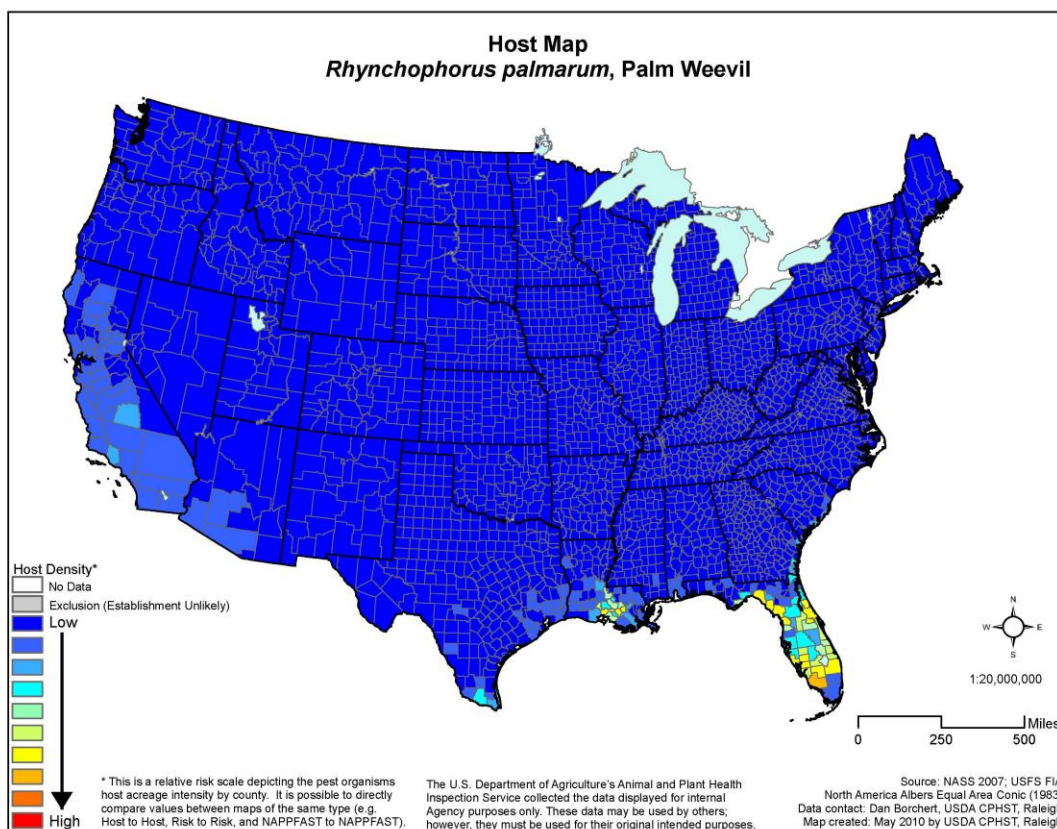 Host Map
Rhynchophorus palmarum, Palm Weevil
Host Density*
No Data
Exclusion (Establishment Unlikely)
Low
High
N
W E
S
1:20,000,000
Miles
0 250 500
* This is a relative risk scale depicting the pest organisms
host acreage intensity by county. It is possible to directly
compare values between maps of the same type (e.g.
Host to Host, Risk to Risk, and NAPPFAST to NAPPFAST).
The U.S. Department of Agriculture's Animal and Plant Health
Inspection Service collected the data displayed for internal
Agency purposes only. These data may be used by others;
however, they must be used for their original intended purposes.
Source: NASS 2007; USFS FIA
North America Albers Equal Area Conic (1983
Data contact: Dan Borchert, USDA CPHST, Raleig
Map created: May 2010 by USDA CPHST, Raleig